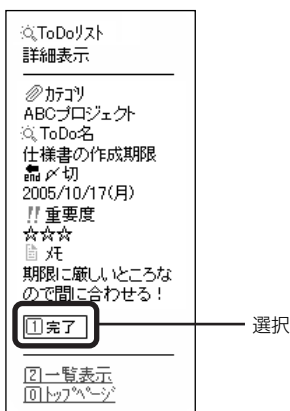 ToDoリスト
詳細表示
カテゴリ
ABCプロジェクト
ToDo名
仕様書の作成期限
end〆切
2005/10/17(月)
!!重要度
☆☆☆
メモ
期限に厳しいところな
ので間に合わせる！
1完了
選択
2一覧表示
0トップページ